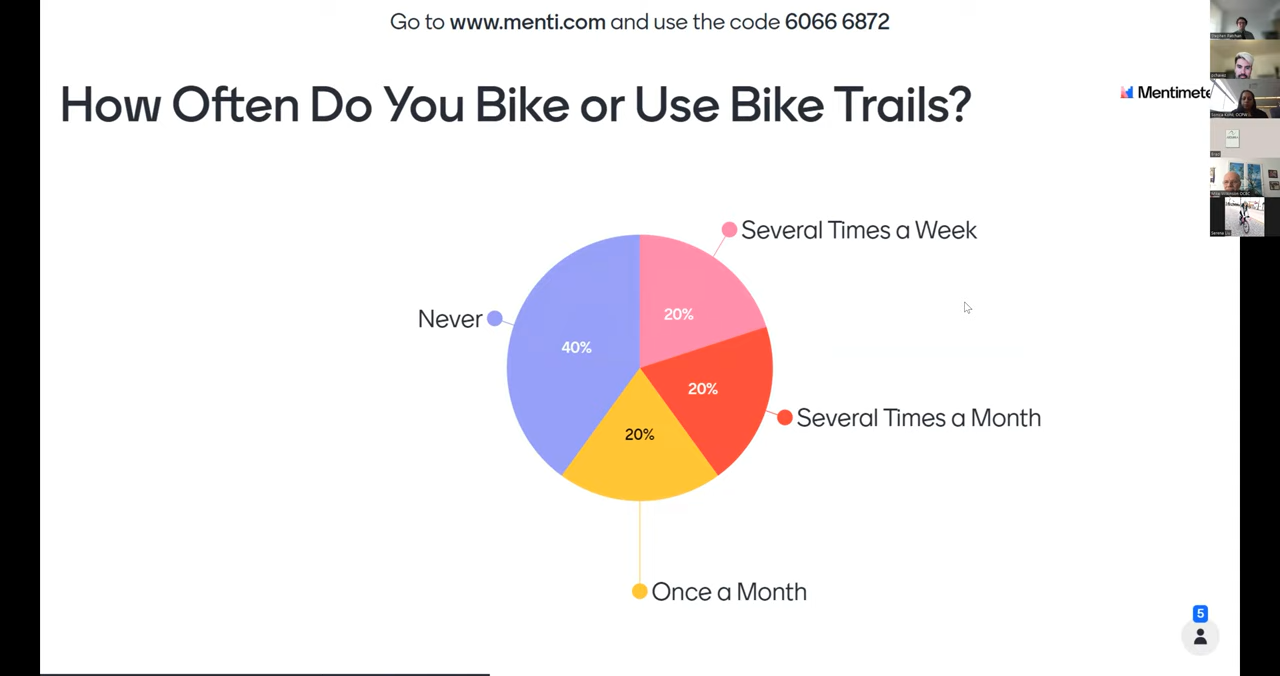 Go to www.menti.com and use the code 6066 6872
How Often Do You Bike or Use Bike Trails?
Mentimete
Several Times a Week
Never
20%
40%
20%
Several Times a Month
20%
Once a Month
5